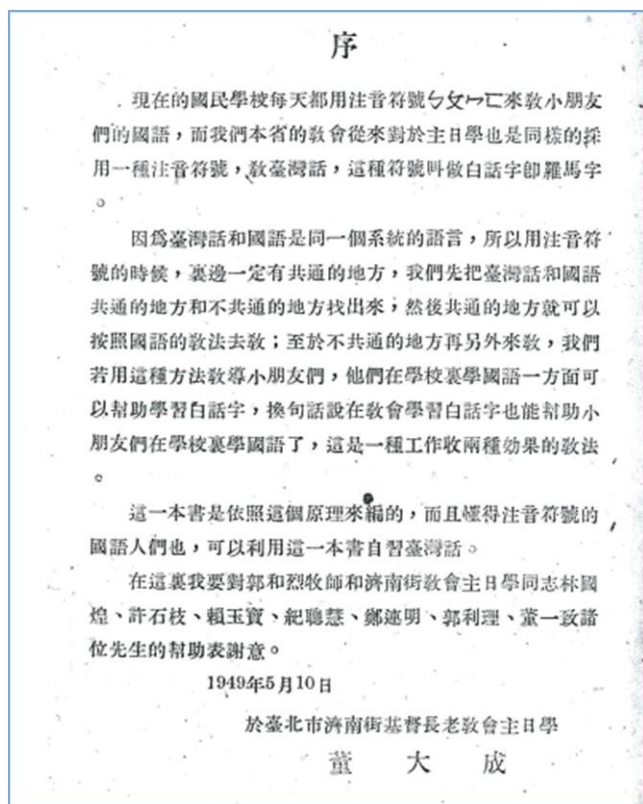 序
現在的國民學校每天都用注音符號ㄅㄆㄇㄈ來教小朋友
們的國語,而我們本省的教會從來對於主日學也是同樣的採
用一種注音符號,教臺灣話,這種符號叫做白話字卽羅馬字
。
因爲臺灣話和國語是同一個系統的語言,所以用注音符
號的時候,裏邊一定有共通的地方,我們先把臺灣話和國語
共通的地方和不共通的地方找出來,然後共通的地方就可以
按照國語的教法去教;至於不共通的地方再另外來教,我們
若用這種方法教導小朋友們,他們在學校裏學國語一方面可
以幫助學習白話字,換句話說在教會學習白話字也能幫助小
朋友們在學校裏學國語了,這是一種工作收兩種効果的教法
。
這一本書是依照這個原理來編的,而且懂得注音符號的
國語人們也,可以利用這一本書自習臺灣話。
在這裏我要對郭和烈牧師和濟南街教會主日學同志林國
煌、許石枝、賴玉寶、紀聰慧、鄭連明、郭利理、董一致諸
位先生的幫助表謝意。
1949年5月10日
於臺北市濟南街基督長老教會主日學
董大成